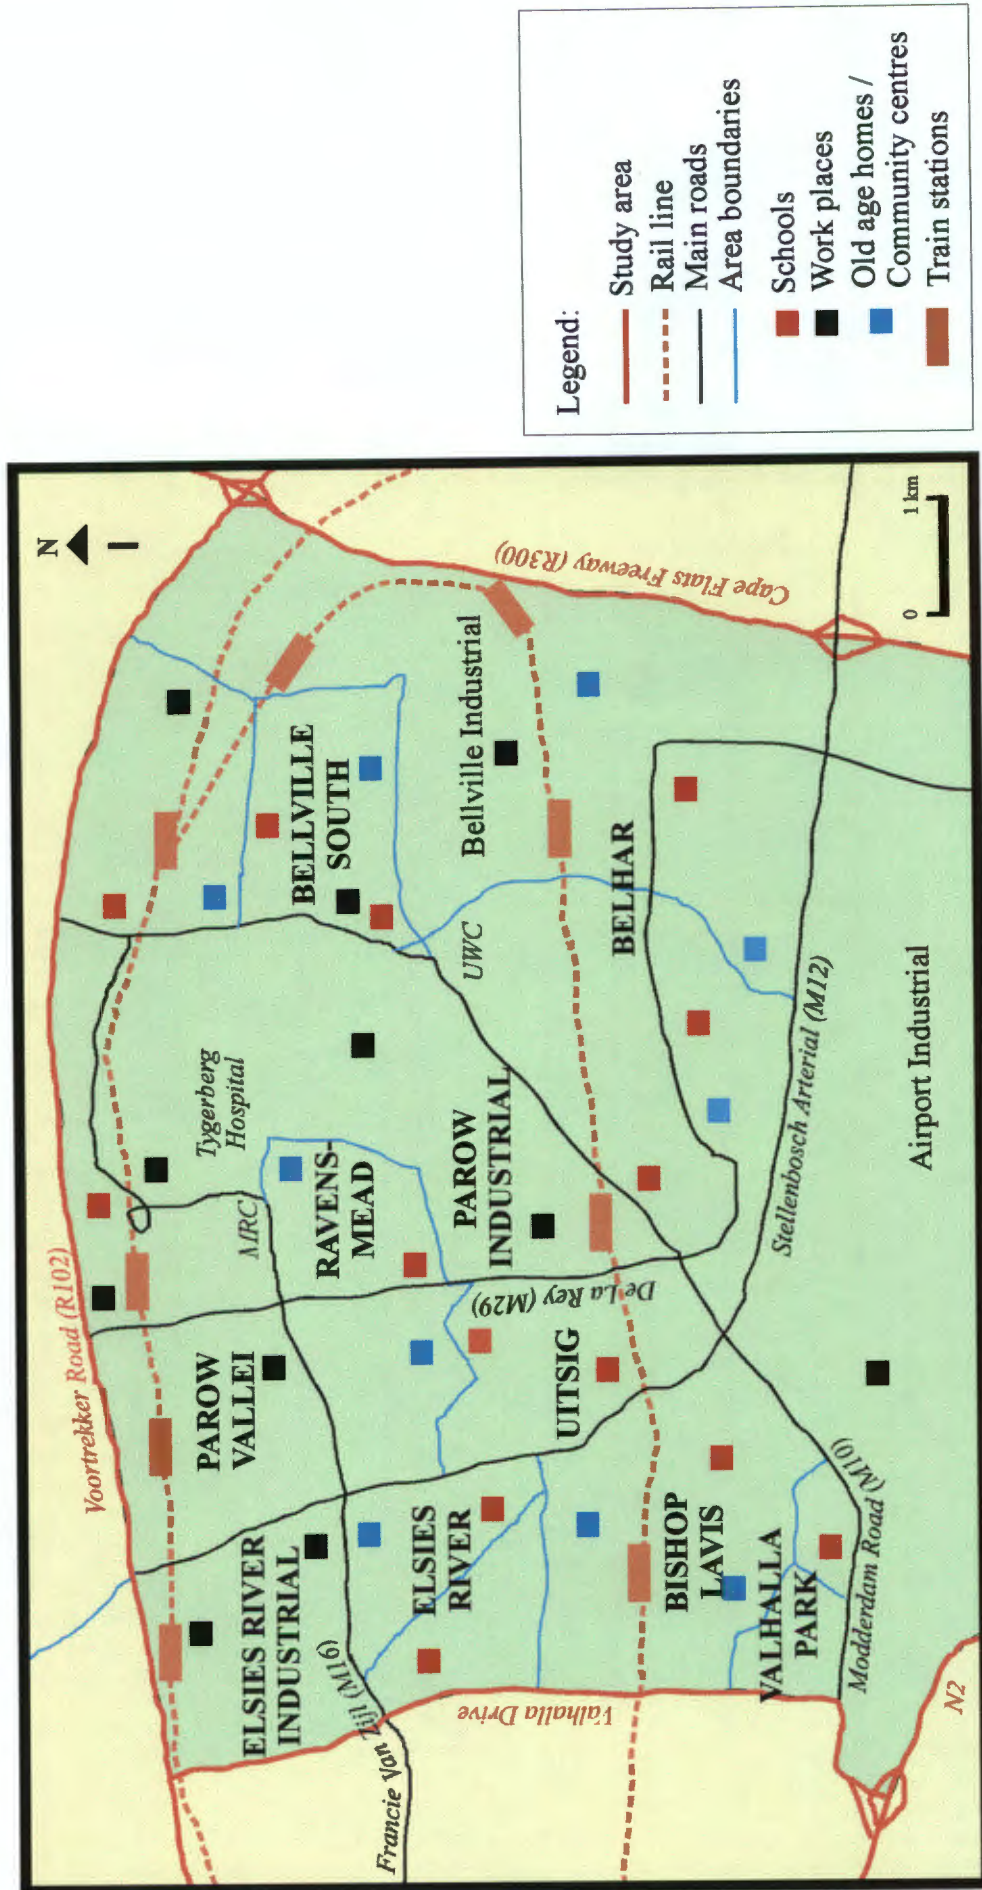 N
Voortrekker Road (R102)
Tygerberg
Hospital
MRC
PAROW
VALLEI
ELSIES RIVER
INDUSTRIAL
RAVENS-
MEAD
BELLVILLE
SOUTH
Francie Van Zijl (M16)
ELSIES
RIVER
PAROW
INDUSTRIAL
UWC
Bellville Industrial
Cape Flats Freeway (R300)
De La Rey (M29)
Valhalla Drive
UITSIG
BELHAR
BISHOP
LAVIS
VALHALLA
PARK
Stellenbosch Arterial (M12)
Modderdam Road (M10)
Airport Industrial
N2
0
1 km
Legend:
Study area
Rail line
Main roads
Area boundaries
Schools
Work places
Old age homes /
Community centres
Train stations